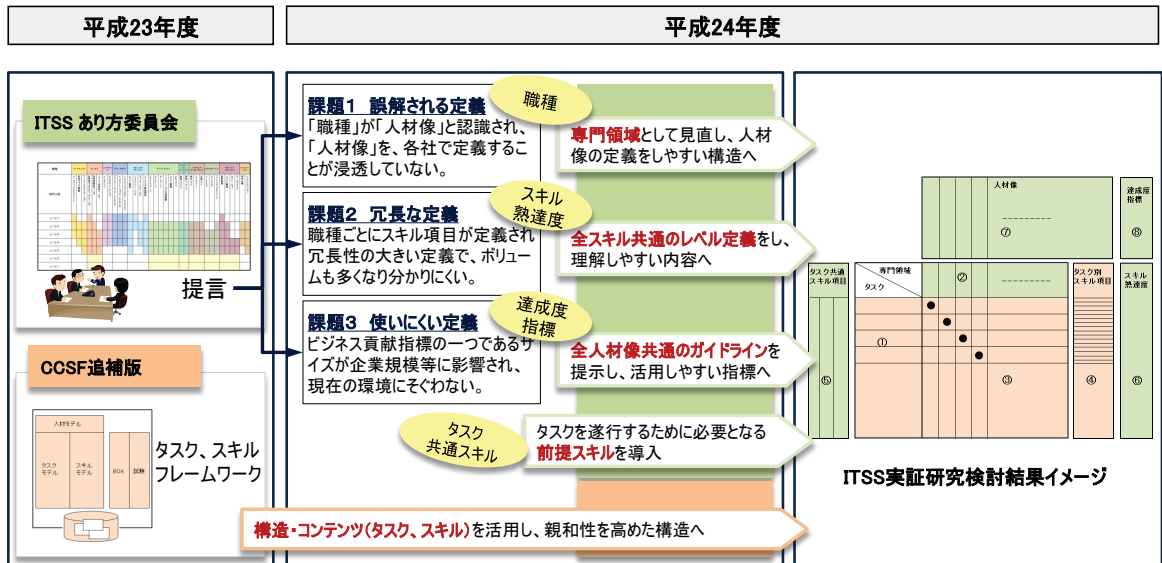 平成23年度
平成24年度
ITSS あり方委員会
提言
CCSF追補版
人材モデル
タスク
モデル
スキル
モデル
BOK
試験
タスク、スキル
フレームワーク
課題1 誤解される定義
「職種」が「人材像」と認識され、
「人材像」を、各社で定義するこ
とが浸透していない。
職種
専門領域として見直し、人材
像の定義をしやすい構造へ
課題2 冗長な定義
職種ごとにスキル項目が定義され
冗長性の大きい定義で、ボリュー
ムも多くなり分かりにくい。
スキル
熟達度
全スキル共通のレベル定義をし、
理解しやすい内容へ
課題3 使いにくい定義
ビジネス貢献指標の一つであるサ
イズが企業規模等に影響され、
現在の環境にそぐわない。
達成度
指標
全人材像共通のガイドラインを
提示し、活用しやすい指標へ
タスク
共通スキル
タスクを遂行するために必要となる
前提スキルを導入
構造・コンテンツ(タスク、スキル)を活用し、親和性を高めた構造へ
人材像
⑦
達成度
指標
⑧
タスク共通
スキル項目
⑤
専門領域
タスク
②
①
③
タスク別
スキル項目
④
スキル
熟達度
⑥
ITSS実証研究検討結果イメージ